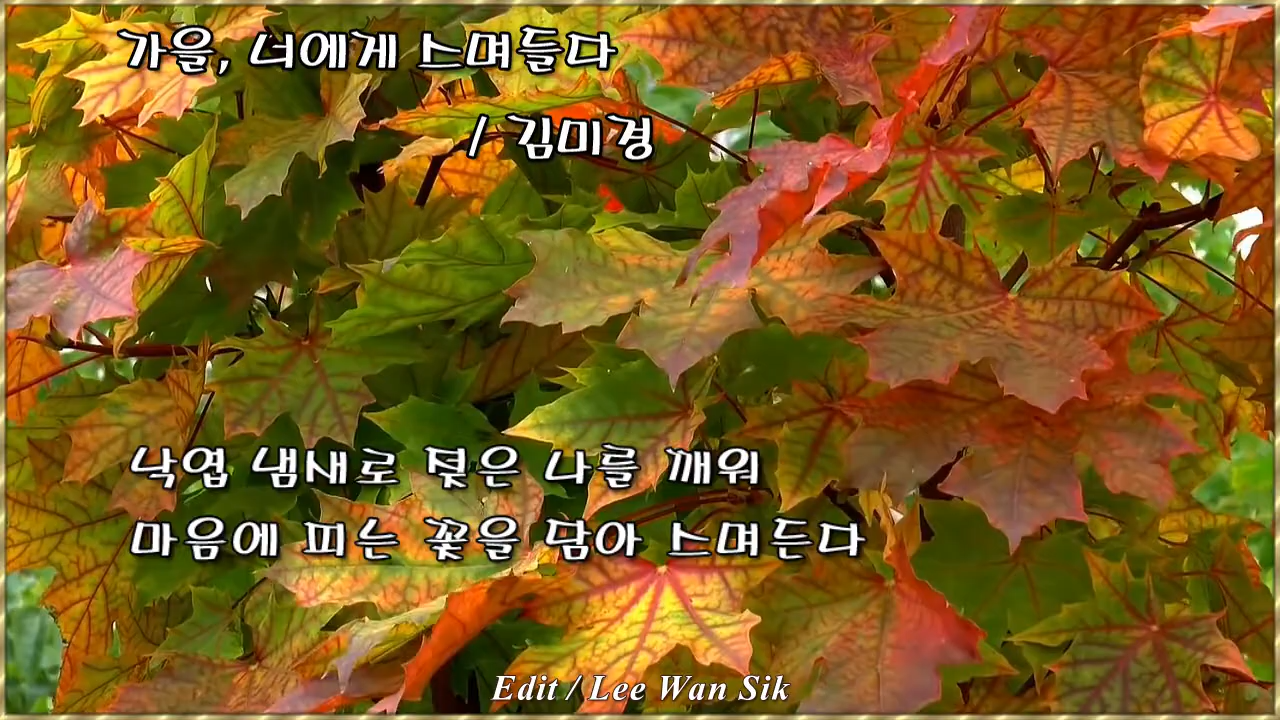 가을, 너에게 스며들다
/ 김미경
낙엽 냄새로 젖은 나를 깨워
마음에 피는 꽃을 담아 스며든다
Edit / Lee Wan Sik